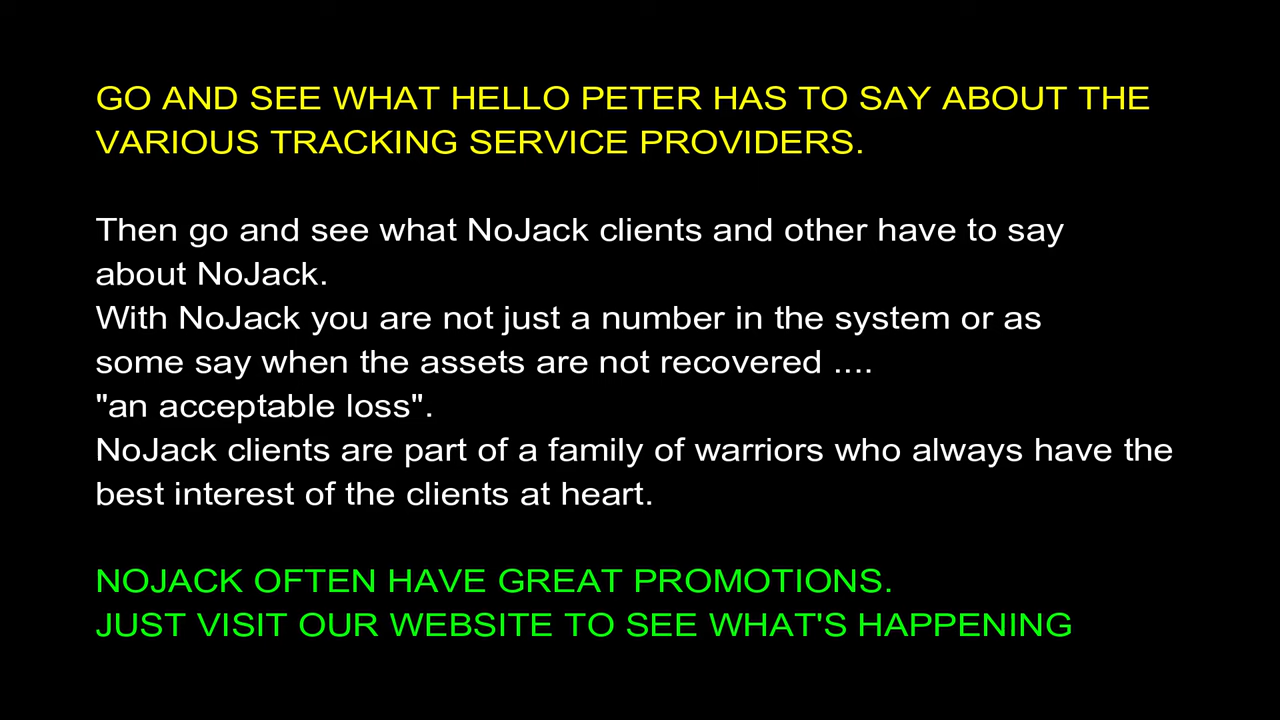 GO AND SEE WHAT HELLO PETER HAS TO SAY ABOUT THE
VARIOUS TRACKING SERVICE PROVIDERS.
Then go and see what NoJack clients and other have to say
about NoJack.
With NoJack you are not just a number in the system or as
some say when the assets are not recovered ....
"an acceptable loss".
NoJack clients are part of a family of warriors who always have the
best interest of the clients at heart.
NOJACK OFTEN HAVE GREAT PROMOTIONS.
JUST VISIT OUR WEBSITE TO SEE WHAT'S HAPPENING